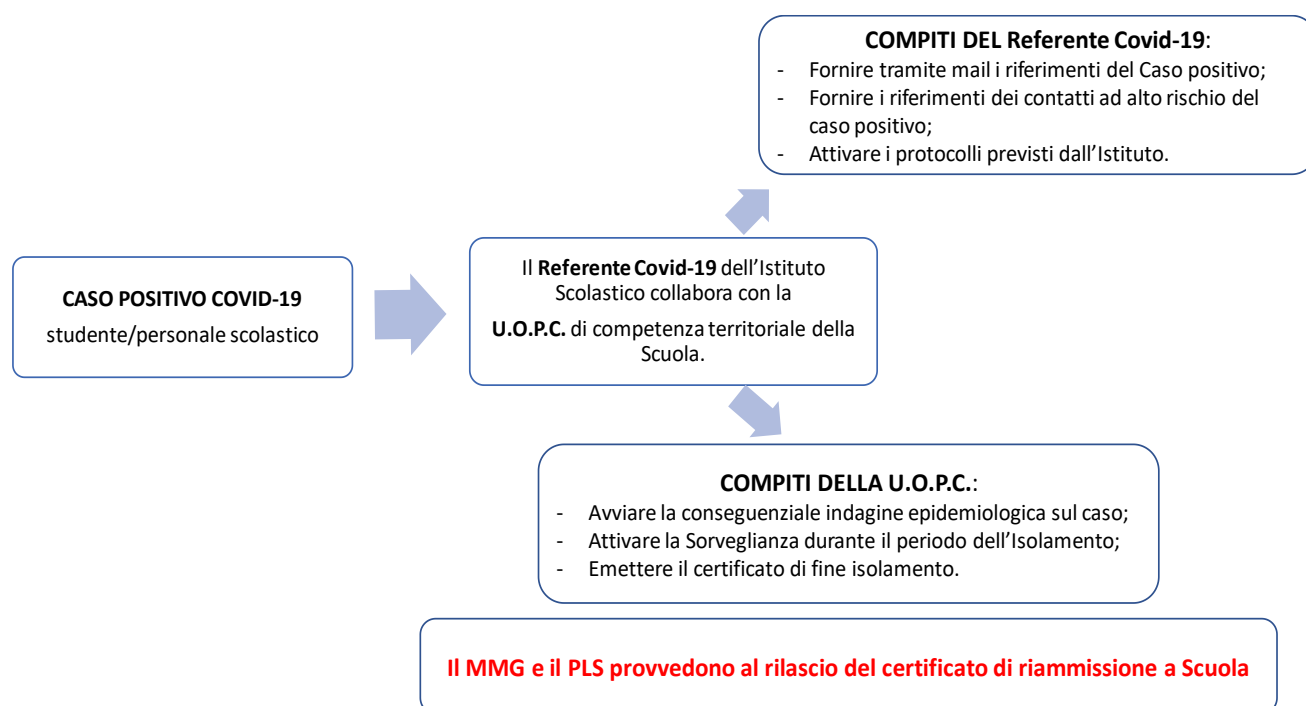 COMPITI DEL Referente Covid-19:
- Fornire tramite mail i riferimenti del Caso positivo;
- Fornire i riferimenti dei contatti ad alto rischio del
caso positivo;
- Attivare i protocolli previsti dall’Istituto.
CASO POSITIVO COVID-19
studente/personale scolastico
Il Referente Covid-19 dell’Istituto
Scolastico collabora con la
U.O.P.C. di competenza territoriale della
Scuola.
COMPITI DELLA U.O.P.C.:
- Avviare la conseguenziale indagine epidemiologica sul caso;
- Attivare la Sorveglianza durante il periodo dell’Isolamento;
- Emettere il certificato di fine isolamento.
Il MMG e il PLS provvedono al rilascio del certificato di riammissione a Scuola